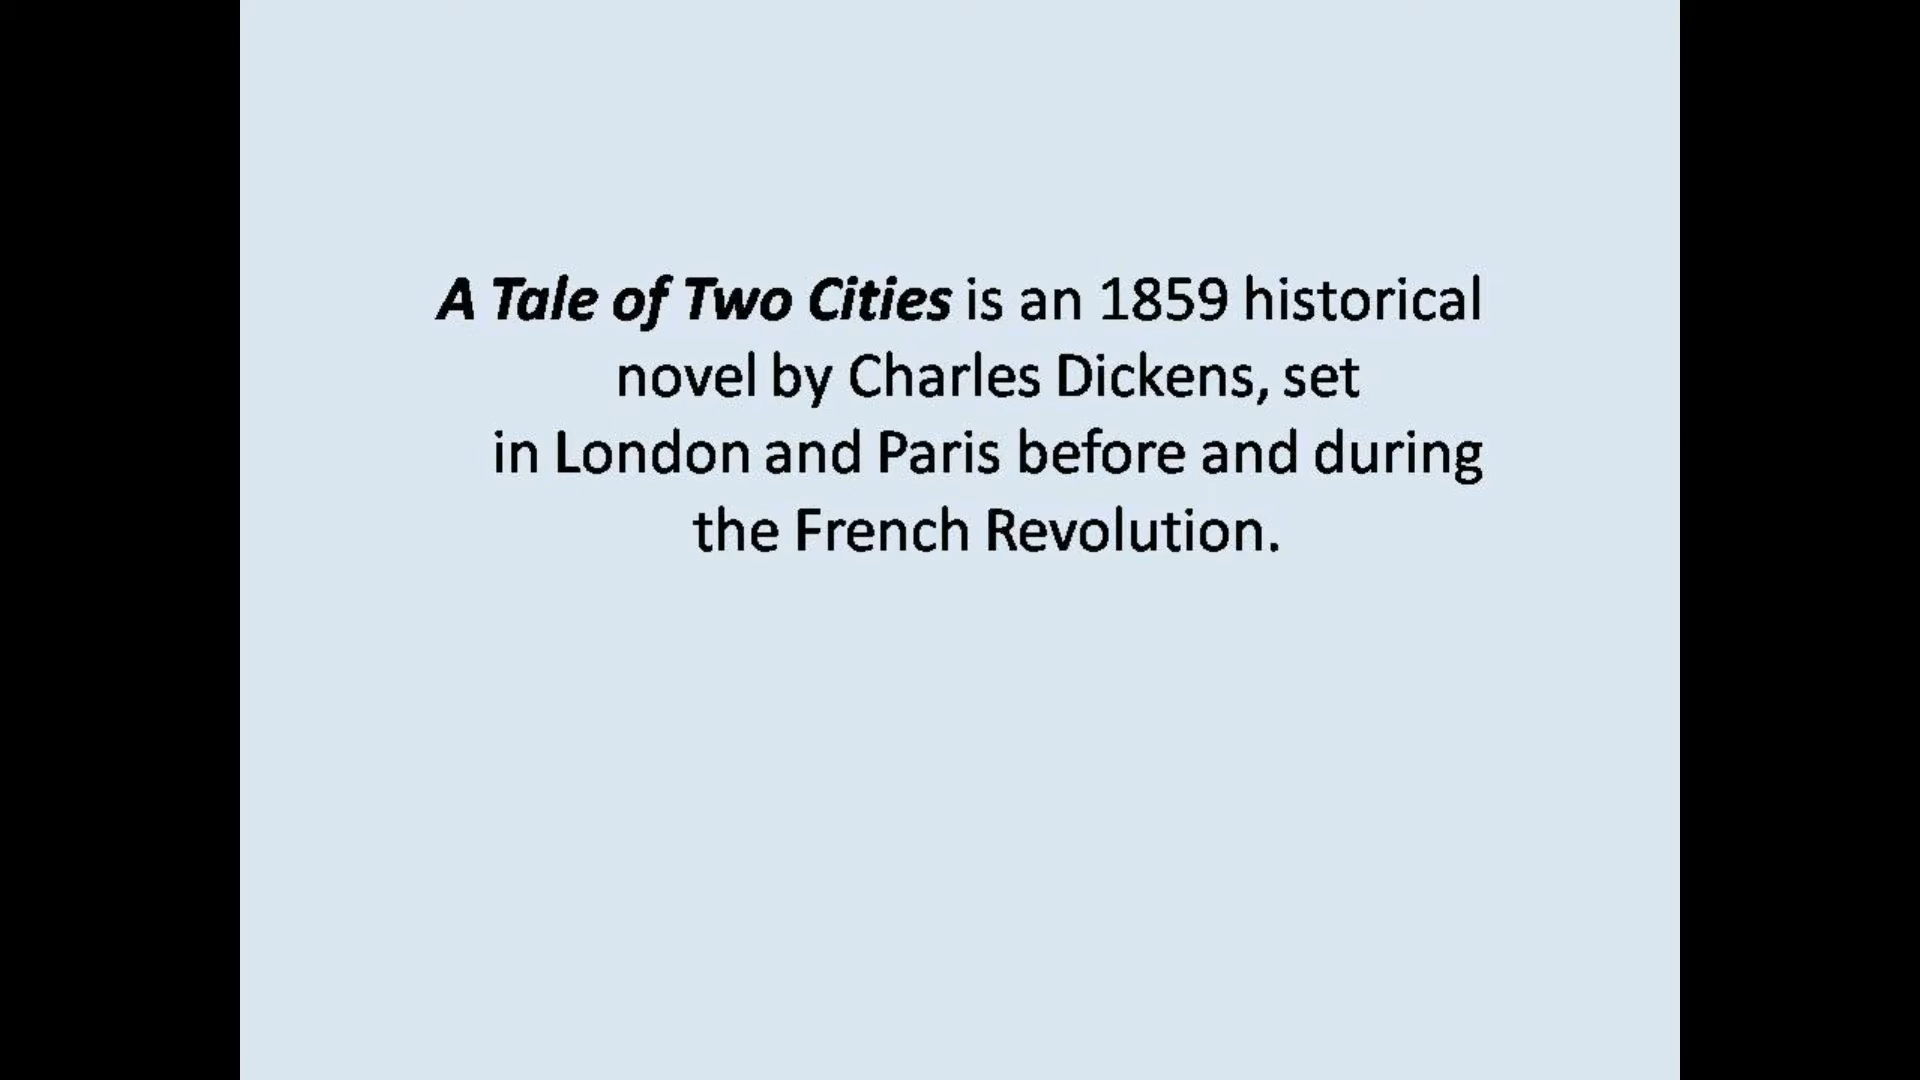 A Tale of Two Cities is an 1859 historical
novel by Charles Dickens, set
in London and Paris before and during
the French Revolution.